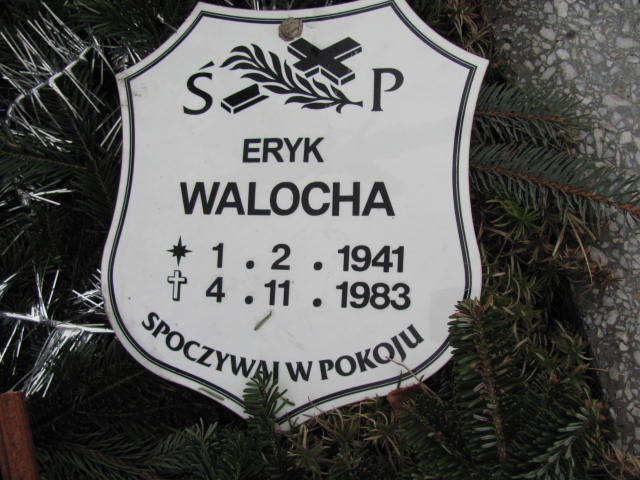 Ś P
ERYK
WALOCHA
1 . 2 . 1941
4 . 11 . 1983
SPOCZYWAJ W POKOJU